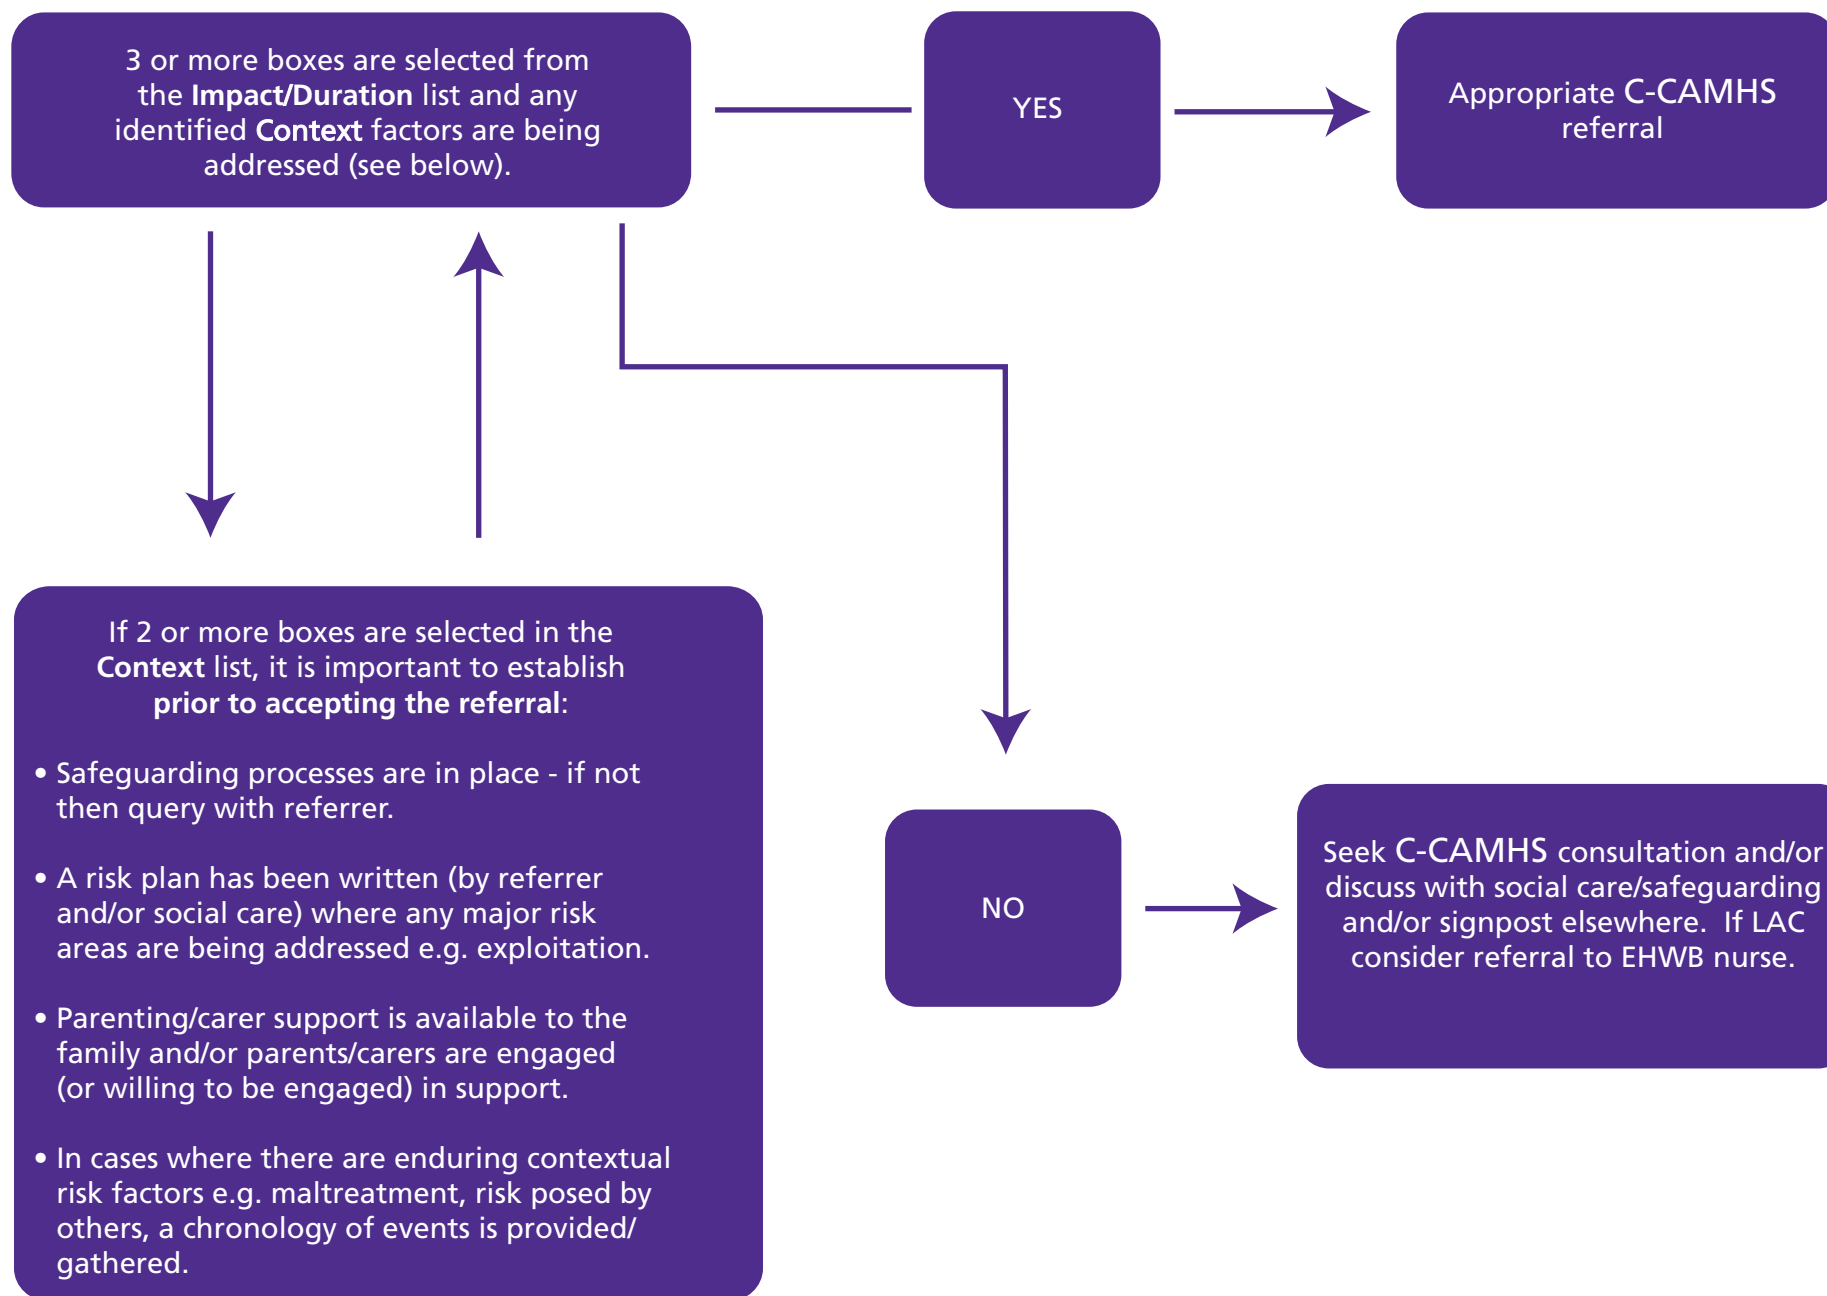 3 or more boxes are selected from
the Impact/Duration list and any
identified Context factors are being
addressed (see below).
YES
Appropriate C-CAMHS
referral
If 2 or more boxes are selected in the
Context list, it is important to establish
prior to accepting the referral:
• Safeguarding processes are in place - if not
then query with referrer.
• A risk plan has been written (by referrer
and/or social care) where any major risk
areas are being addressed e.g. exploitation.
• Parenting/carer support is available to the
family and/or parents/carers are engaged
(or willing to be engaged) in support.
• In cases where there are enduring contextual
risk factors e.g. maltreatment, risk posed by
others, a chronology of events is provided/
gathered.
NO
Seek C-CAMHS consultation and/or
discuss with social care/safeguarding
and/or signpost elsewhere. If LAC
consider referral to EHWB nurse.